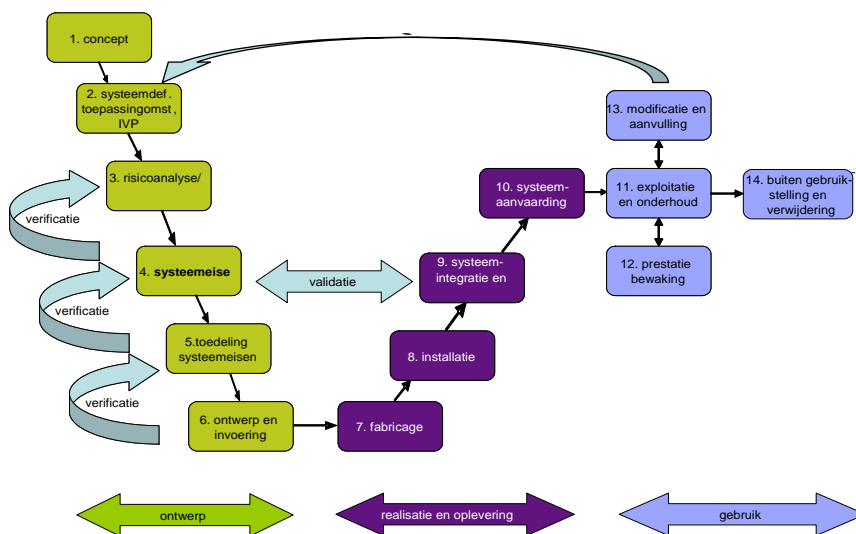 1. concept
2. systeemdef.
toepassingomst,
IVP
3. risicoanalyse/
verificatie
4. systeemeise
verificatie
5.toedeling
systeemeisen
verificatie
6. ontwerp en
invoering
validatie
7. fabricage
8. installatie
9. systeem-
integratie en
10. systeem-
aanvaarding
11. exploitatie
en onderhoud
12. prestatie
bewaking
13. modificatie en
aanvulling
14. buiten gebruik-
stelling en
verwijdering
ontwerp
realisatie en oplevering
gebruik